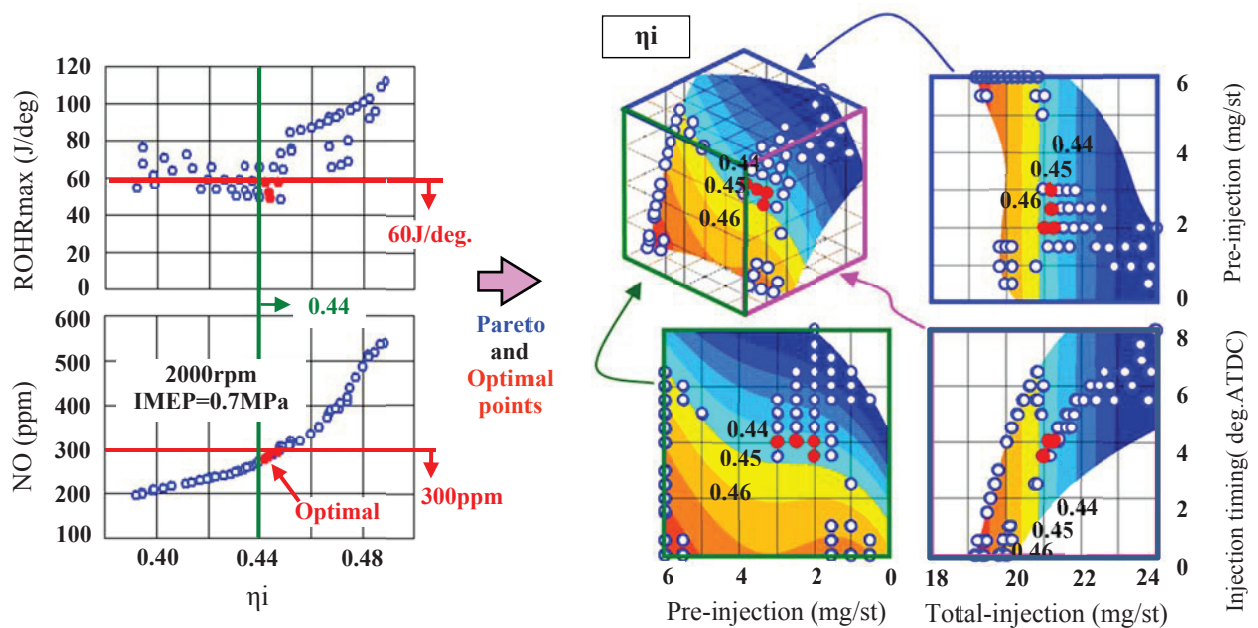 120
100
80
60
40
20
0
ROHRmax (J/deg)
60J/deg.
0.44
600
500
400
300
200
100
NO (ppm)
2000rpm
IMEP=0.7MPa
300ppm
Optimal
0.40
0.44
0.48
ηi
Pareto
and
Optimal
points
ηi
0.44
0.45
0.46
0.44
0.45
0.46
6
4
2
0
Pre-injection (mg/st)
0.44
0.45
0.46
6
4
2
0
Pre-injection (mg/st)
0.44
0.45
0.46
8
6
4
2
0
Injection timing( deg.ATDC)
18
20
22
24
Total-injection (mg/st)